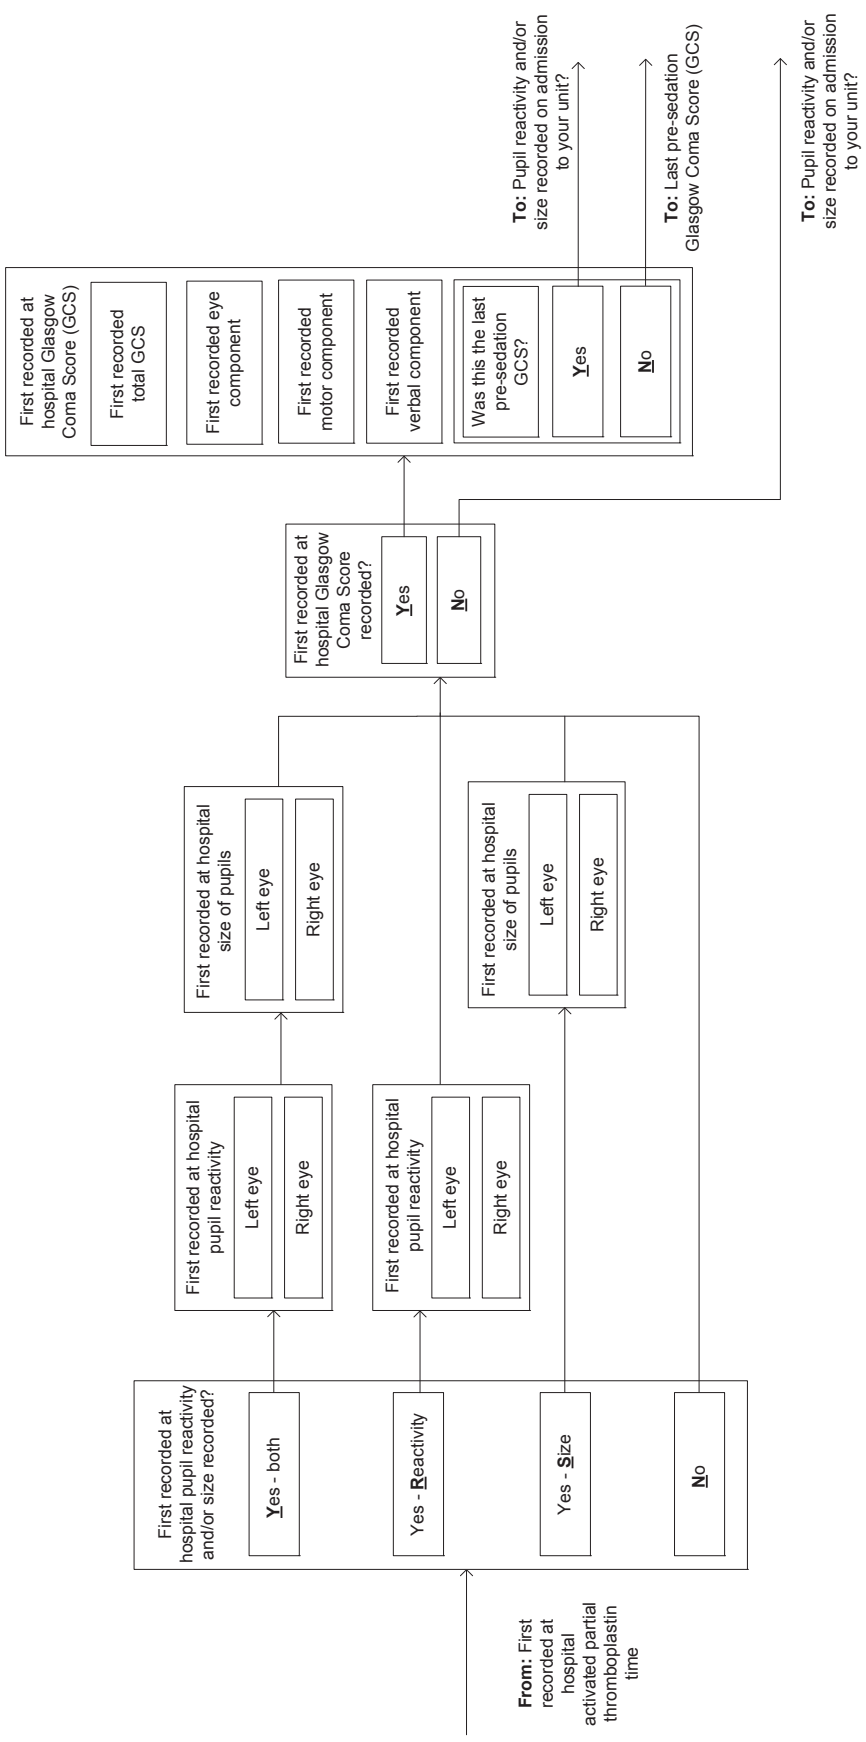 From: First
recorded at
hospital
activated partial
thromboplastin
time
First recorded at
hospital pupil reactivity
and/or size recorded?
Yes - both
Yes - Reactivity
Yes - Size
No
First recorded at hospital
pupil reactivity
Left eye
Right eye
First recorded at hospital
pupil reactivity
Left eye
Right eye
First recorded at hospital
size of pupils
Left eye
Right eye
First recorded at hospital
size of pupils
Left eye
Right eye
First recorded at
hospital Glasgow
Coma Score
recorded?
Yes
No
First recorded at
hospital Glasgow
Coma Score (GCS)
First recorded
total GCS
First recorded eye
component
First recorded
motor component
First recorded
verbal component
Was this the last
pre-sedation
GCS?
Yes
No
To: Pupil reactivity and/or
size recorded on admission
to your unit?
To: Last pre-sedation
Glasgow Coma Score (GCS)
To: Pupil reactivity and/or
size recorded on admission
to your unit?